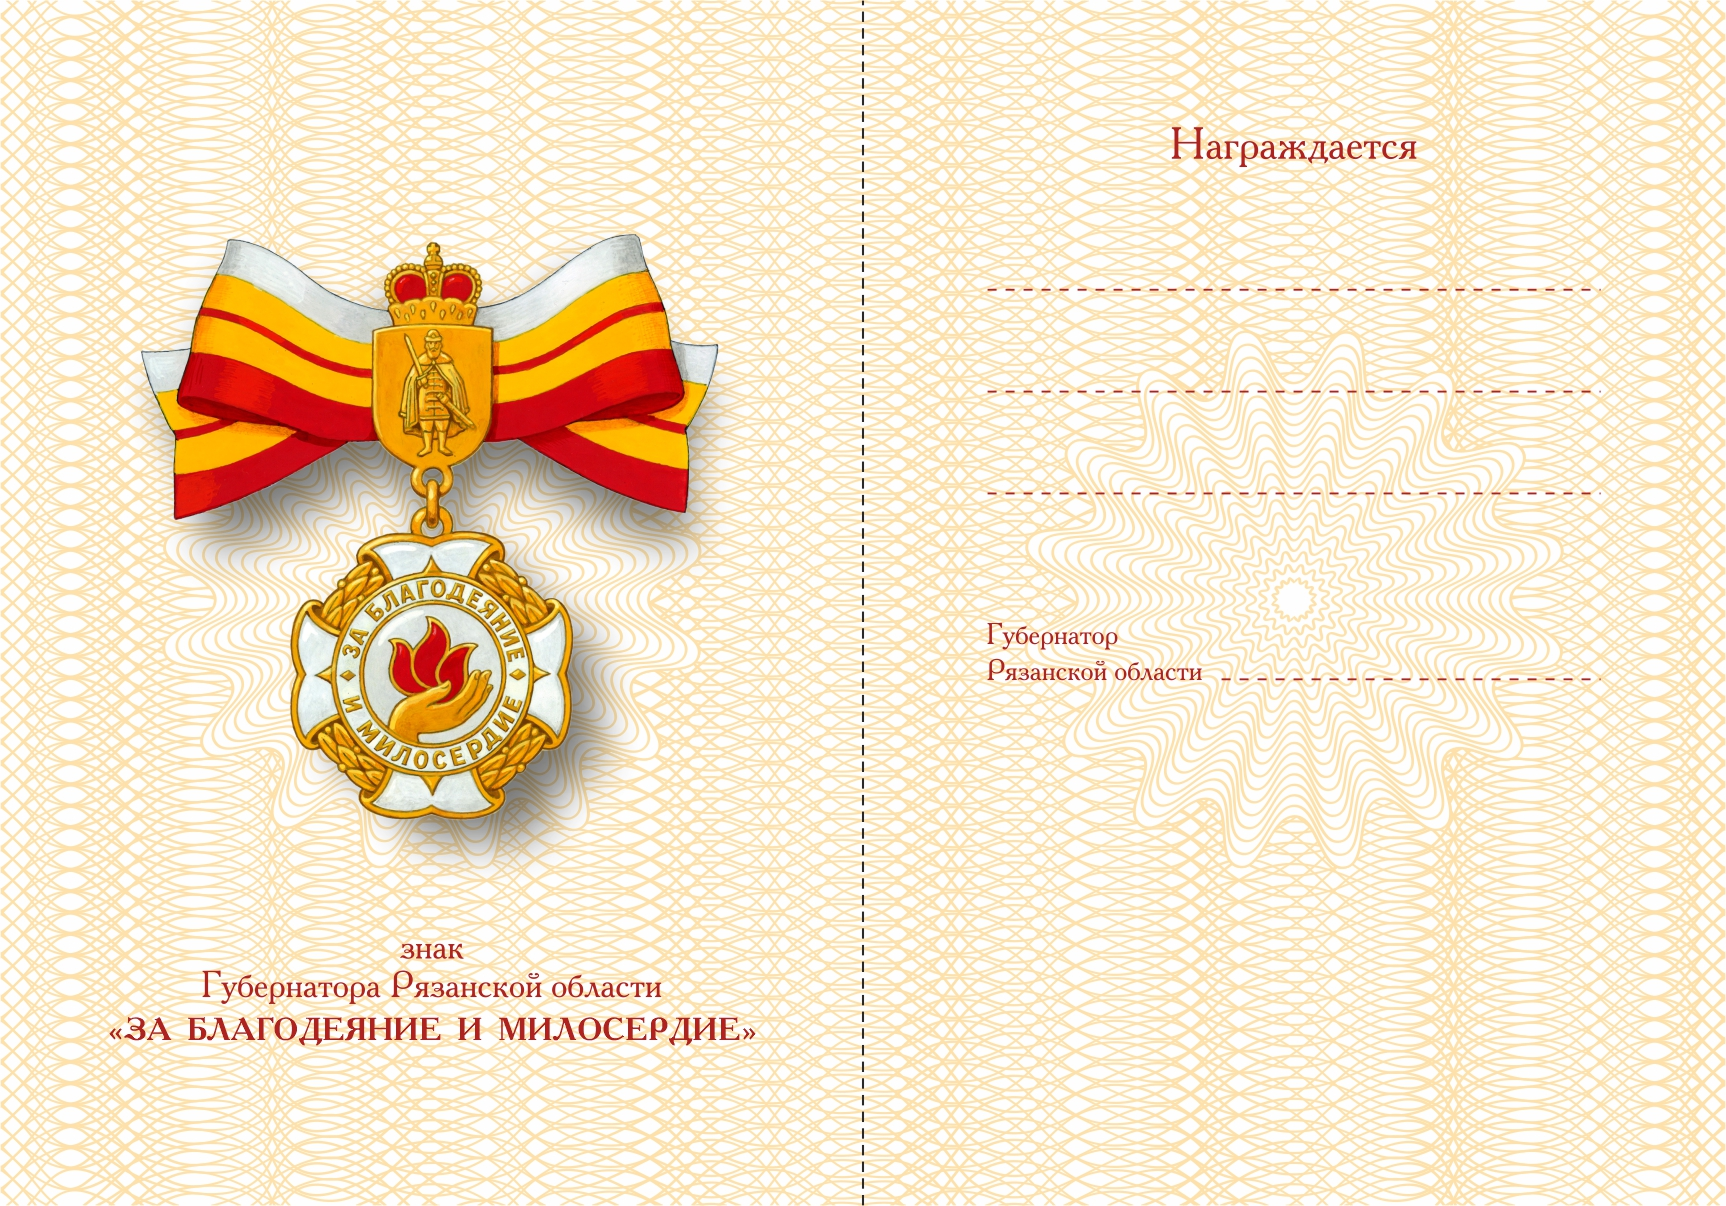 ЗА БЛАГОДЕЯНИЕ
И МИЛОСЕРДИЕ
знак
Губернатора Рязанской области
«ЗА БЛАГОДЕЯНИЕ И МИЛОСЕРДИЕ»
Награждается
Губернатор
Рязанской области